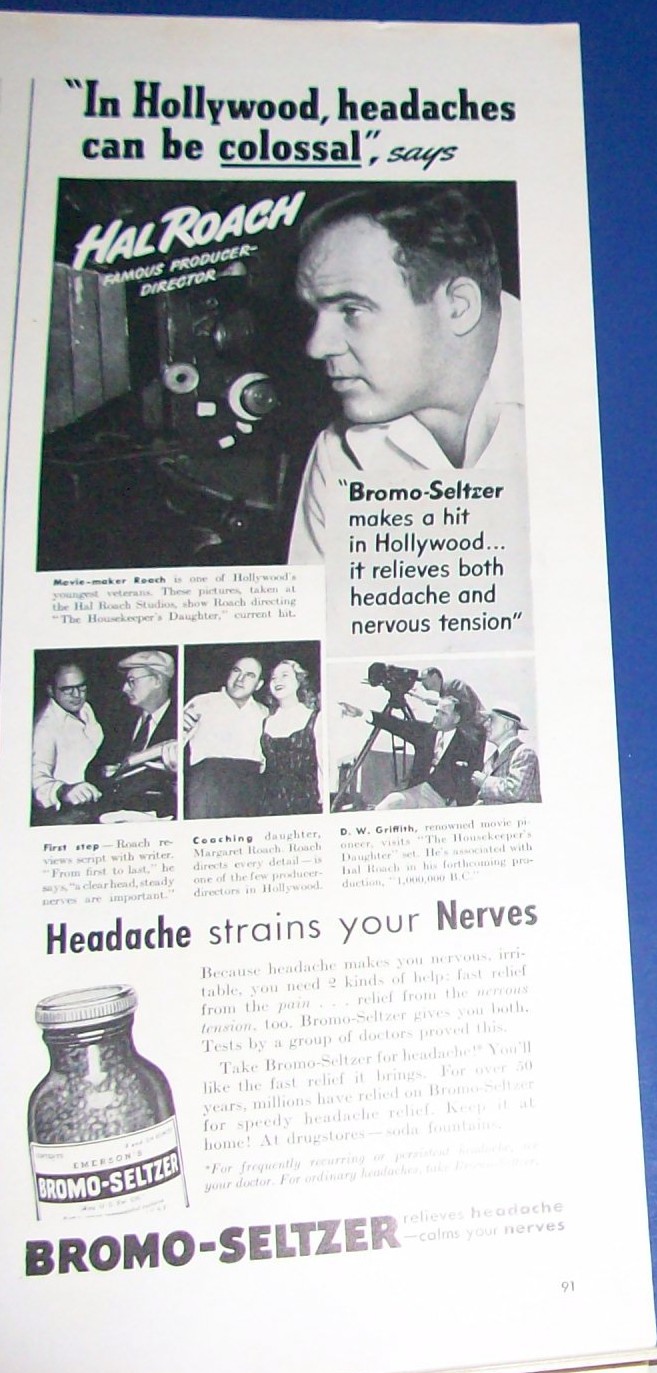 "In Hollywood, headaches
can be colossal", says
HAL ROACH
FAMOUS PRODUCER-
DIRECTOR
"Bromo-Seltzer
makes a hit
in Hollywood...
it relieves both
headache and
nervous tension"
Movie-maker Roach is one of Hollywood's
youngest veterans. These pictures, taken at
the Hal Roach Studios, show Roach directing
"The Housekeeper's Daughter," current hit.
First step—Roach re-
views script with writer.
"From first to last," he
says, "a clear head, steady
nerves are important."
Coaching daughter,
Margaret Roach. Roach
directs every detail—is
one of the few producer-
directors in Hollywood.
D. W. Griffith, renowned movie pi-
oneer, visits "The Housekeeper's
Daughter" set. He's associated with
Hal Roach in his forthcoming pro-
duction, "1,000,000 B.C."
Headache strains your Nerves
Because headache makes you nervous, irri-
table, you need 2 kinds of help: fast relief
from the pain . . . relief from the nervous
tension, too. Bromo-Seltzer gives you both.
Tests by a group of doctors proved this.
Take Bromo-Seltzer for headache!* You'll
like the fast relief it brings. For over 50
years, millions have relied on Bromo-Seltzer
for speedy headache relief. Keep it at
home! At drugstores—soda fountains.
*For frequently recurring or persistent headache, see
your doctor. For ordinary headaches, take Bromo-Seltzer.
EMERSON'S
BROMO-SELTZER
BROMO-SELTZER relieves headache
—calms your nerves
91